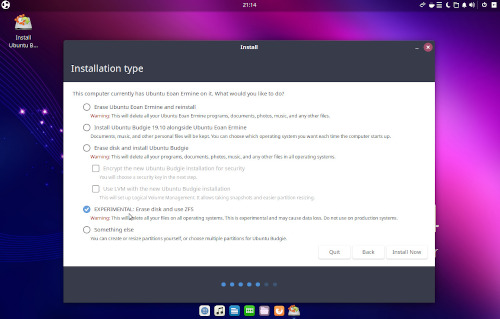 21:14
Install
Ubuntu B...
Install
Installation type
This computer currently has Ubuntu Eoan Ermine on it. What would you like to do?
Erase Ubuntu Eoan Ermine and reinstall
Warning: This will delete all your Ubuntu Eoan Ermine programs, documents, photos, music, and any other files.
Install Ubuntu Budgie 19.10 alongside Ubuntu Eoan Ermine
Documents, music, and other personal files will be kept. You can choose which operating system you want each time the computer starts up.
Erase disk and install Ubuntu Budgie
Warning: This will delete all your programs, documents, photos, music, and any other files in all operating systems.
Encrypt the new Ubuntu Budgie installation for security
You will choose a security key in the next step.
Use LVM with the new Ubuntu Budgie installation
This will set up Logical Volume Management. It allows taking snapshots and easier partition resizing.
EXPERIMENTAL: Erase disk and use ZFS
Warning: This will delete all your files on all operating systems. This is experimental and may cause data loss. Do not use on production systems.
Something else
You can create or resize partitions yourself, or choose multiple partitions for Ubuntu Budgie.
Quit
Back
Install Now